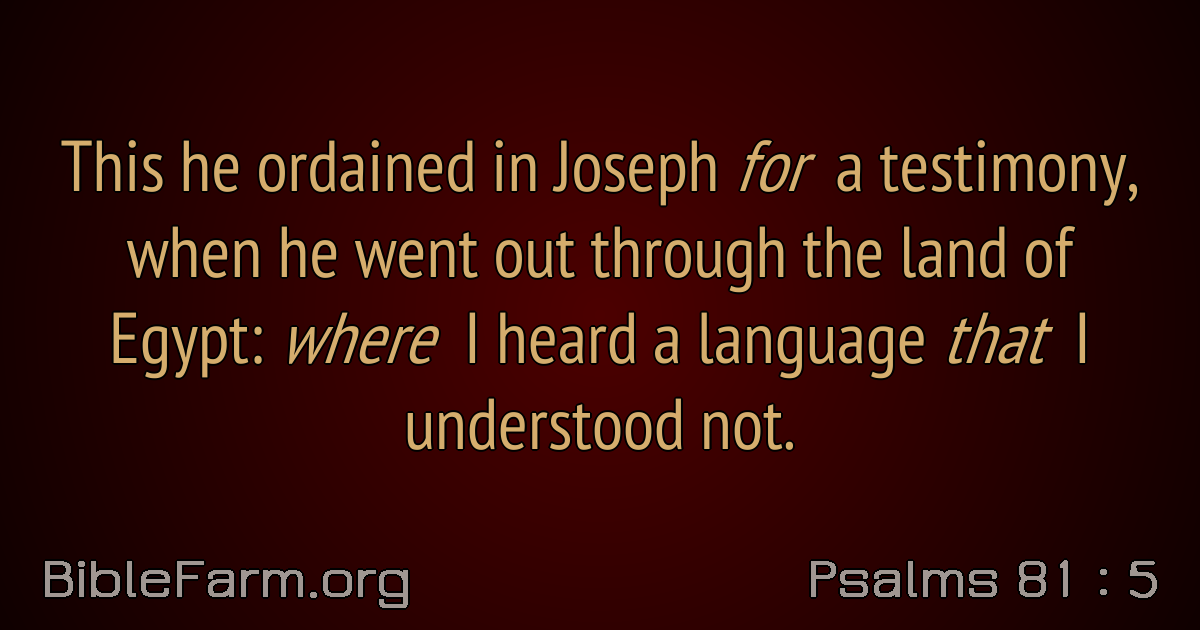 This he ordained in Joseph for a testimony,
when he went out through the land of
Egypt: where I heard a language that I
understood not.
BibleFarm.org
Psalms 81 : 5